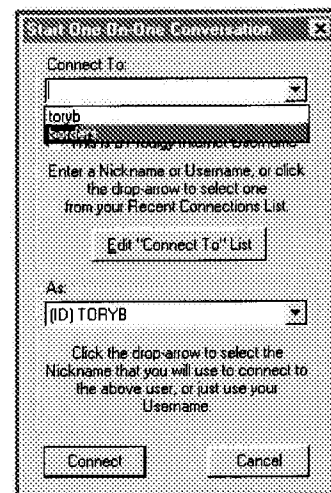 Start One-On-One Conversation
Connect To:
toryb
borders
This is a Prodigy Internet Username
Enter a Nickname or Username, or click
the drop-arrow to select one
from your Recent Connections List.
Edit "Connect To" List
As:
(ID) TORYB
Click the drop-arrow to select the
Nickname that you will use to connect to
the above user, or just use your
Username.
Connect
Cancel